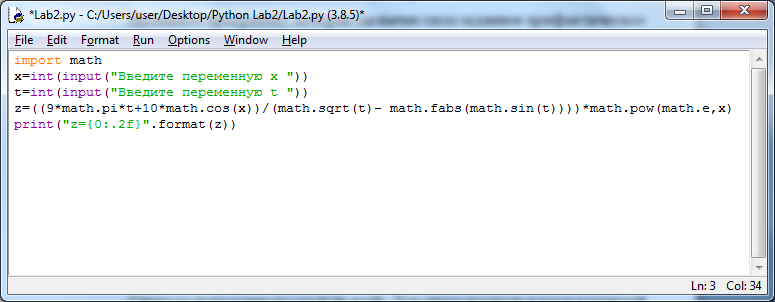 *Lab2.py - C:/Users/user/Desktop/Python Lab2/Lab2.py (3.8.5)*
File Edit Format Run Options Window Help
import math
x=int(input("Введите переменную x "))
t=int(input("Введите переменную t "))
z=((9*math.pi*t+10*math.cos(x))/(math.sqrt(t)- math.fabs(math.sin(t))))*math.pow(math.e,x)
print("z={0:.2f}".format(z))
Ln: 3 Col: 34